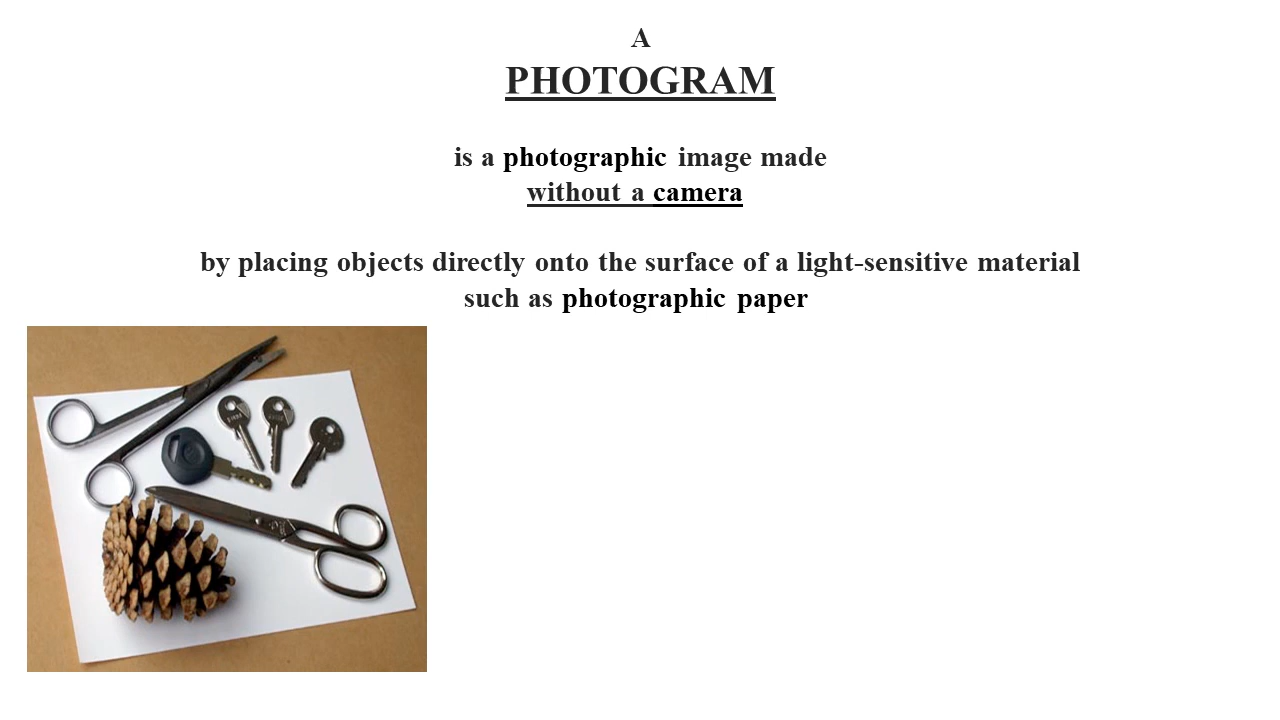 A
PHOTOGRAM
is a photographic image made
without a camera
by placing objects directly onto the surface of a light-sensitive material
such as photographic paper